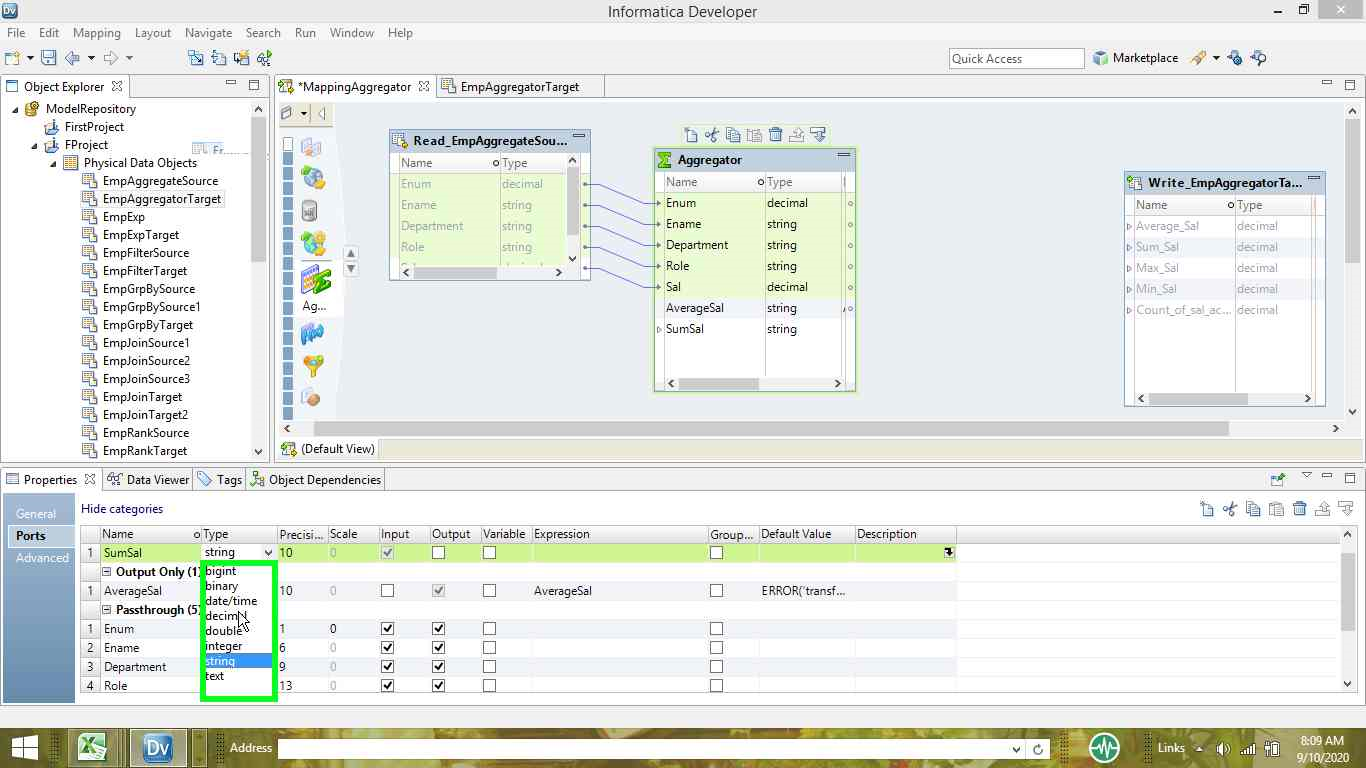 Informatica Developer
File Edit Mapping Layout Navigate Search Run Window Help
Quick Access
Marketplace
Object Explorer
ModelRepository
FirstProject
FProject
Physical Data Objects
EmpAggregateSource
EmpAggregatorTarget
EmpExp
EmpExpTarget
EmpFilterSource
EmpFilterTarget
EmpGrpBySource
EmpGrpBySource1
EmpGrpByTarget
EmpJoinSource1
EmpJoinSource2
EmpJoinSource3
EmpJoinTarget
EmpJoinTarget2
EmpRankSource
EmpRankTarget
*MappingAggregator
EmpAggregatorTarget
Ag...
Read_EmpAggregateSou...
Name Type
Enum decimal
Ename string
Department string
Role string
Aggregator
Name Type
Enum decimal
Ename string
Department string
Role string
Sal decimal
AverageSal string
SumSal string
Write_EmpAggregatorTa...
Name Type
Average_Sal decimal
Sum_Sal decimal
Max_Sal decimal
Min_Sal decimal
Count_of_sal_ac... decimal
(Default View)
Properties Data Viewer Tags Object Dependencies
General
Ports
Advanced
Hide categories
Name Type Precisi... Scale Input Output Variable Expression Group... Default Value Description
1 SumSal string 10 0
Output Only (1)
1 AverageSal 10 0 AverageSal ERROR('transf...
Passthrough (5)
1 Enum 1 0
2 Ename 6 0
3 Department 9 0
4 Role 13 0
bigint
binary
date/time
decimal
double
integer
string
text
Dv
Address
Links
8:09 AM
9/10/2020